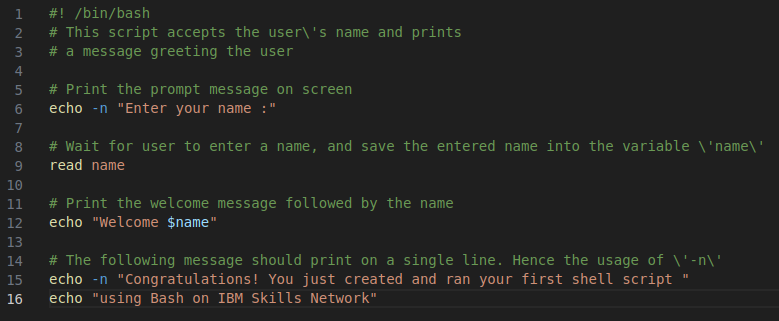 1 #! /bin/bash
2 # This script accepts the user\'s name and prints
3 # a message greeting the user
4
5 # Print the prompt message on screen
6 echo -n "Enter your name :"
7
8 # Wait for user to enter a name, and save the entered name into the variable \'name\'
9 read name
10
11 # Print the welcome message followed by the name
12 echo "Welcome $name"
13
14 # The following message should print on a single line. Hence the usage of \'-n\'
15 echo -n "Congratulations! You just created and ran your first shell script "
16 echo "using Bash on IBM Skills Network"